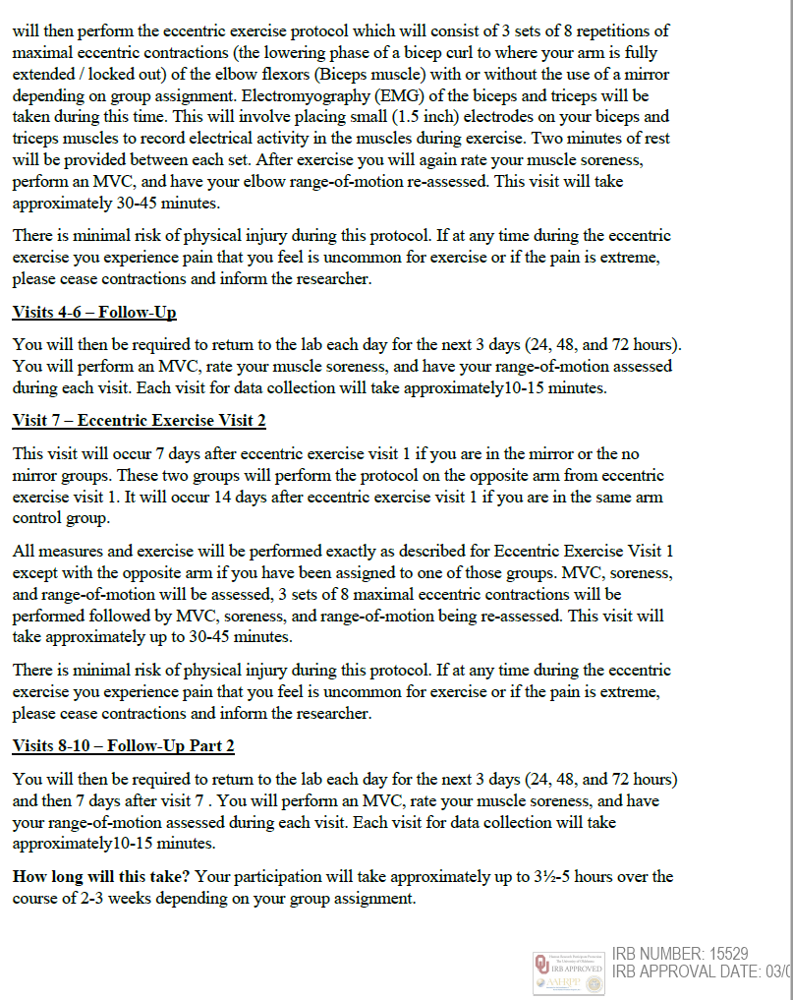 will then perform the eccentric exercise protocol which will consist of 3 sets of 8 repetitions of
maximal eccentric contractions (the lowering phase of a bicep curl to where your arm is fully
extended / locked out) of the elbow flexors (Biceps muscle) with or without the use of a mirror
depending on group assignment. Electromyography (EMG) of the biceps and triceps will be
taken during this time. This will involve placing small (1.5 inch) electrodes on your biceps and
triceps muscles to record electrical activity in the muscles during exercise. Two minutes of rest
will be provided between each set. After exercise you will again rate your muscle soreness,
perform an MVC, and have your elbow range-of-motion re-assessed. This visit will take
approximately 30-45 minutes.
There is minimal risk of physical injury during this protocol. If at any time during the eccentric
exercise you experience pain that you feel is uncommon for exercise or if the pain is extreme,
please cease contractions and inform the researcher.
Visits 4-6 – Follow-Up
You will then be required to return to the lab each day for the next 3 days (24, 48, and 72 hours).
You will perform an MVC, rate your muscle soreness, and have your range-of-motion assessed
during each visit. Each visit for data collection will take approximately10-15 minutes.
Visit 7 – Eccentric Exercise Visit 2
This visit will occur 7 days after eccentric exercise visit 1 if you are in the mirror or the no
mirror groups. These two groups will perform the protocol on the opposite arm from eccentric
exercise visit 1. It will occur 14 days after eccentric exercise visit 1 if you are in the same arm
control group.
All measures and exercise will be performed exactly as described for Eccentric Exercise Visit 1
except with the opposite arm if you have been assigned to one of those groups. MVC, soreness,
and range-of-motion will be assessed, 3 sets of 8 maximal eccentric contractions will be
performed followed by MVC, soreness, and range-of-motion being re-assessed. This visit will
take approximately up to 30-45 minutes.
There is minimal risk of physical injury during this protocol. If at any time during the eccentric
exercise you experience pain that you feel is uncommon for exercise or if the pain is extreme,
please cease contractions and inform the researcher.
Visits 8-10 – Follow-Up Part 2
You will then be required to return to the lab each day for the next 3 days (24, 48, and 72 hours)
and then 7 days after visit 7 . You will perform an MVC, rate your muscle soreness, and have
your range-of-motion assessed during each visit. Each visit for data collection will take
approximately10-15 minutes.
How long will this take? Your participation will take approximately up to 3½-5 hours over the
course of 2-3 weeks depending on your group assignment.
IRB APPROVED
AAHRPP
IRB NUMBER: 15529
IRB APPROVAL DATE: 03/0